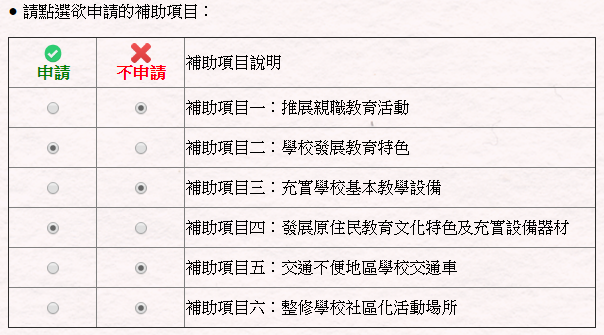 ● 請點選欲申請的補助項目：
申請 不申請 補助項目說明
補助項目一：推展親職教育活動
補助項目二：學校發展教育特色
補助項目三：充實學校基本教學設備
補助項目四：發展原住民教育文化特色及充實設備器材
補助項目五：交通不便地區學校交通車
補助項目六：整修學校社區化活動場所